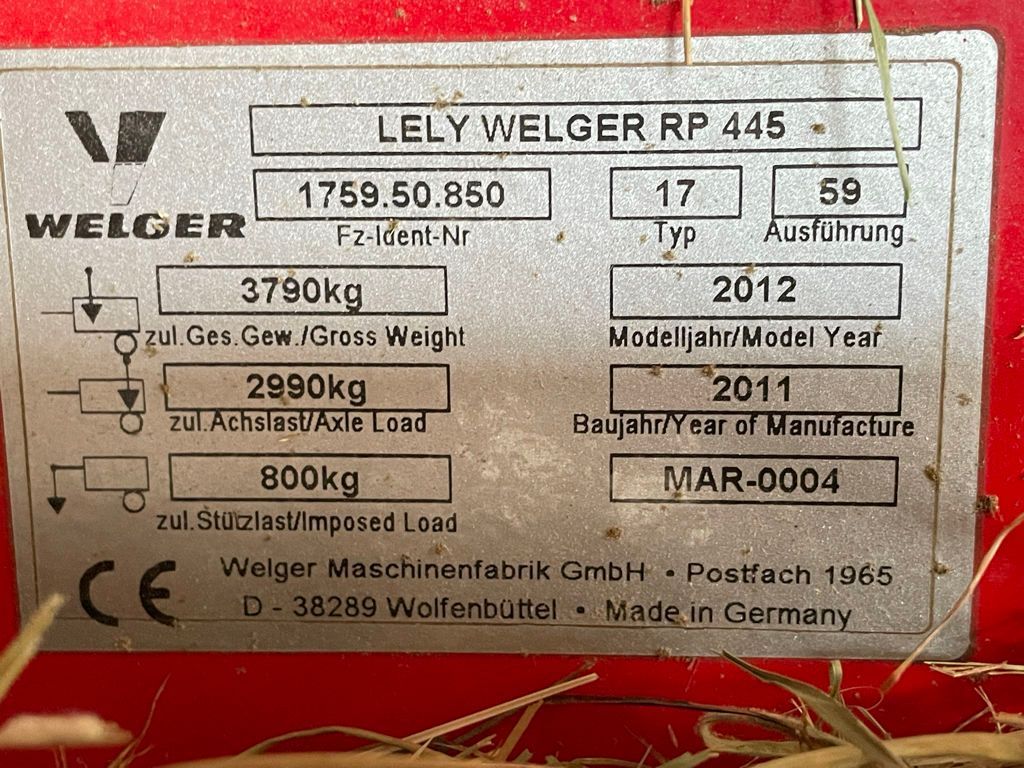 LELY WELGER RP 445
WELGER
1759.50.850 17 59
Fz-Ident-Nr Typ Ausführung
3790kg 2012
zul.Ges.Gew./Gross Weight Modelljahr/Model Year
2990kg 2011
zul.Achslast/Axle Load Baujahr/Year of Manufacture
800kg MAR-0004
zul.Stützlast/Imposed Load
CE Welger Maschinenfabrik GmbH • Postfach 1965
D - 38289 Wolfenbüttel • Made in Germany